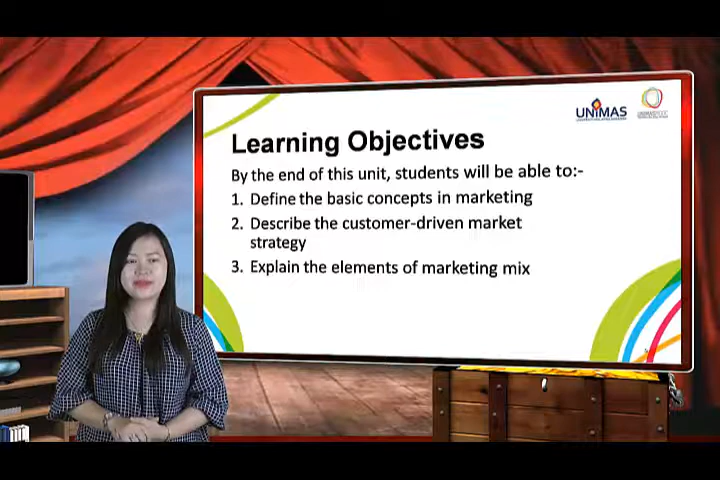 UNIMAS
Learning Objectives
By the end of this unit, students will be able to:-
1. Define the basic concepts in marketing
2. Describe the customer-driven market
strategy
3. Explain the elements of marketing mix